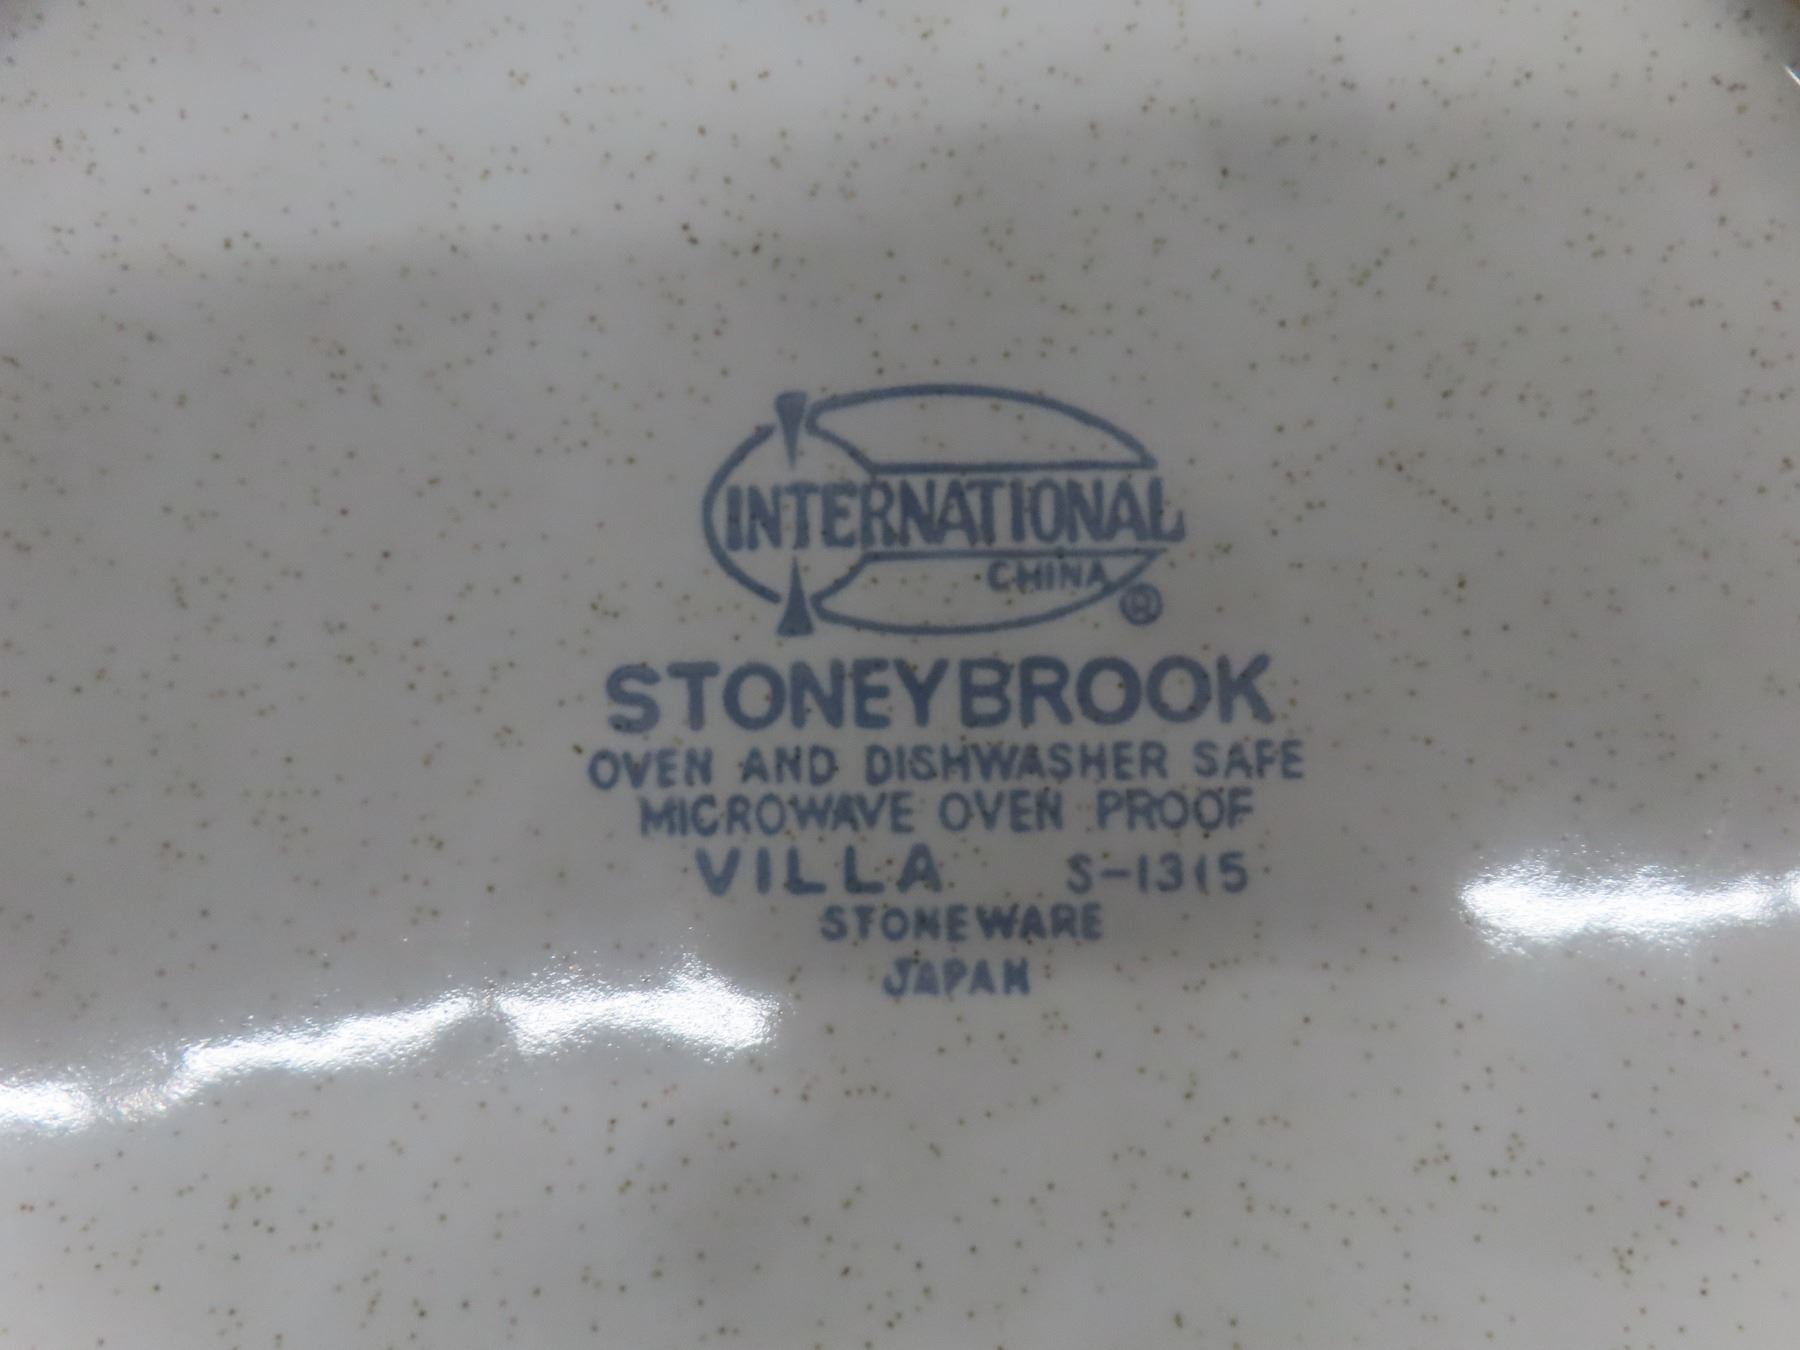 INTERNATIONAL
CHINA ®
STONEYBROOK
OVEN AND DISHWASHER SAFE
MICROWAVE OVEN PROOF
VILLA S-1315
STONEWARE
JAPAN